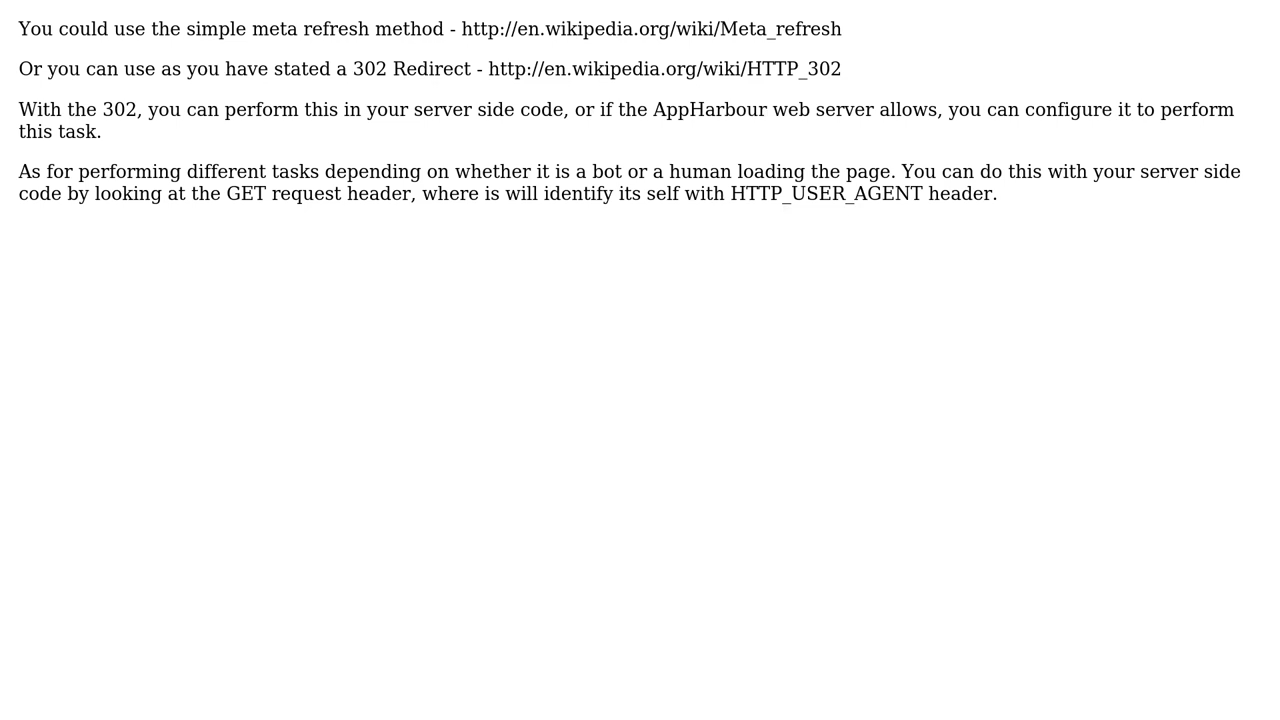 You could use the simple meta refresh method - http://en.wikipedia.org/wiki/Meta_refresh
Or you can use as you have stated a 302 Redirect - http://en.wikipedia.org/wiki/HTTP_302
With the 302, you can perform this in your server side code, or if the AppHarbour web server allows, you can configure it to perform
this task.
As for performing different tasks depending on whether it is a bot or a human loading the page. You can do this with your server side
code by looking at the GET request header, where is will identify its self with HTTP_USER_AGENT header.